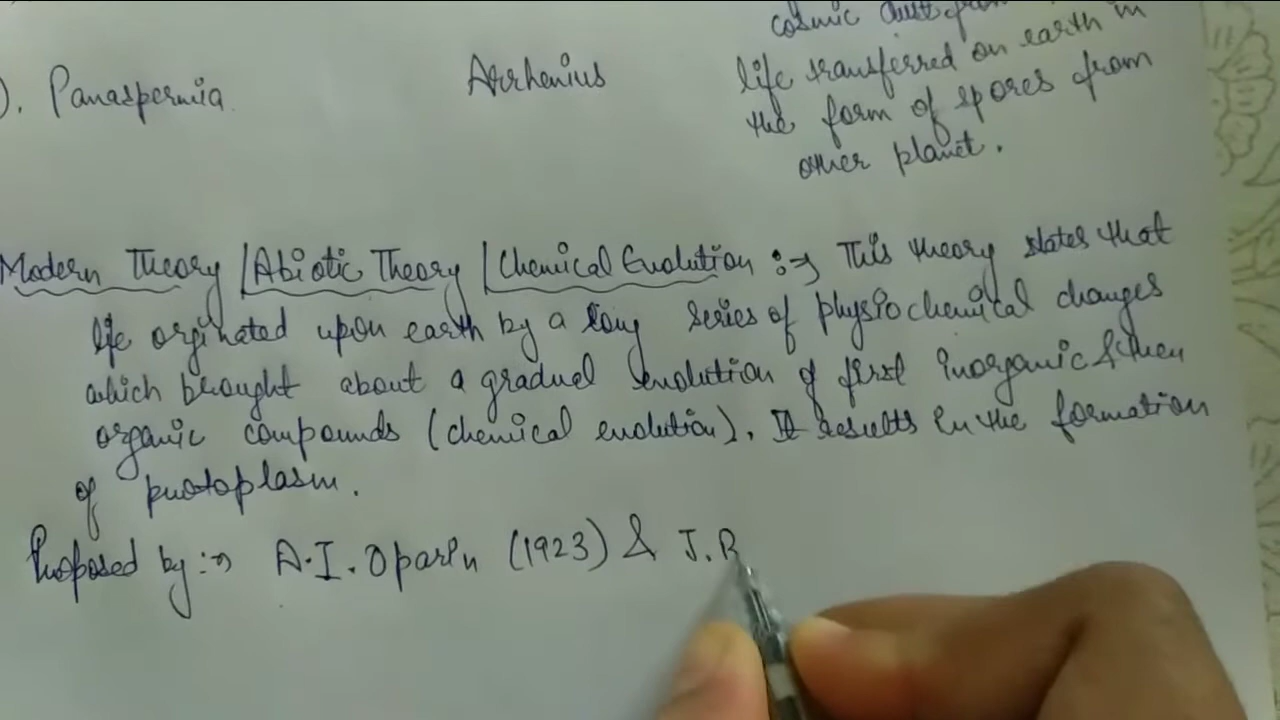 cosmic dust from
). Panaspermia Arrhenius life transferred on earth in
the form of spores from
other planet.
Modern Theory |Abiotic Theory |Chemical Evolution :⇒ This theory states that
life orginated upon earth by a long series of physiochemical changes
which brought about a gradual evolution of first inorganic & then
organic compounds (chemical evolution). It results in the formation
of protoplasm.
Proposed by :⇒ A.I. Oparin (1923) & J.B